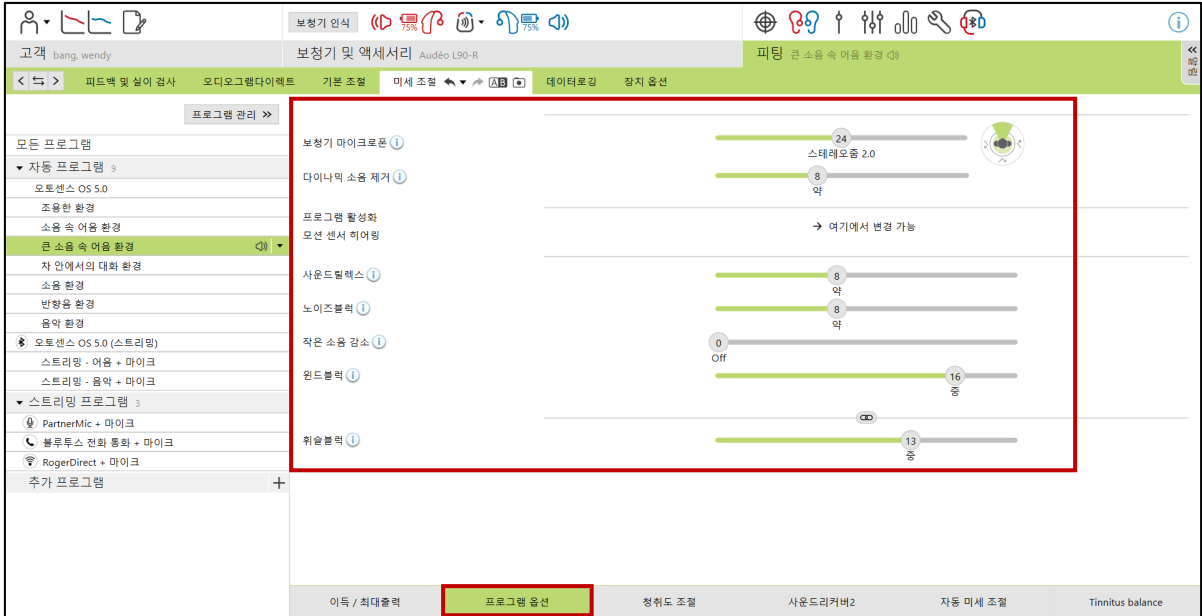 보청기 인식
75%
75%
고객 bang, wendy
보청기 및 액세서리 Audéo L90-R
피팅 큰 소음 속 어음 환경
알림
피드백 및 실이 검사
오디오그램다이렉트
기본 조절
미세 조절
AB
데이터로깅
장치 옵션
프로그램 관리
모든 프로그램
자동 프로그램 9
오토센스 OS 5.0
조용한 환경
소음 속 어음 환경
큰 소음 속 어음 환경
차 안에서의 대화 환경
소음 환경
반향음 환경
음악 환경
오토센스 OS 5.0 (스트리밍)
스트리밍 - 어음 + 마이크
스트리밍 - 음악 + 마이크
스트리밍 프로그램 3
PartnerMic + 마이크
블루투스 전화 통화 + 마이크
RogerDirect + 마이크
추가 프로그램
보청기 마이크로폰
24
스테레오줌 2.0
다이나믹 소음 제거
8
약
프로그램 활성화
모션 센서 히어링
→ 여기에서 변경 가능
사운드릴렉스
8
약
노이즈블럭
8
약
작은 소음 감소
0
Off
윈드블럭
16
중
휘슬블럭
13
중
이득 / 최대출력
프로그램 옵션
청취도 조절
사운드리커버2
자동 미세 조절
Tinnitus balance